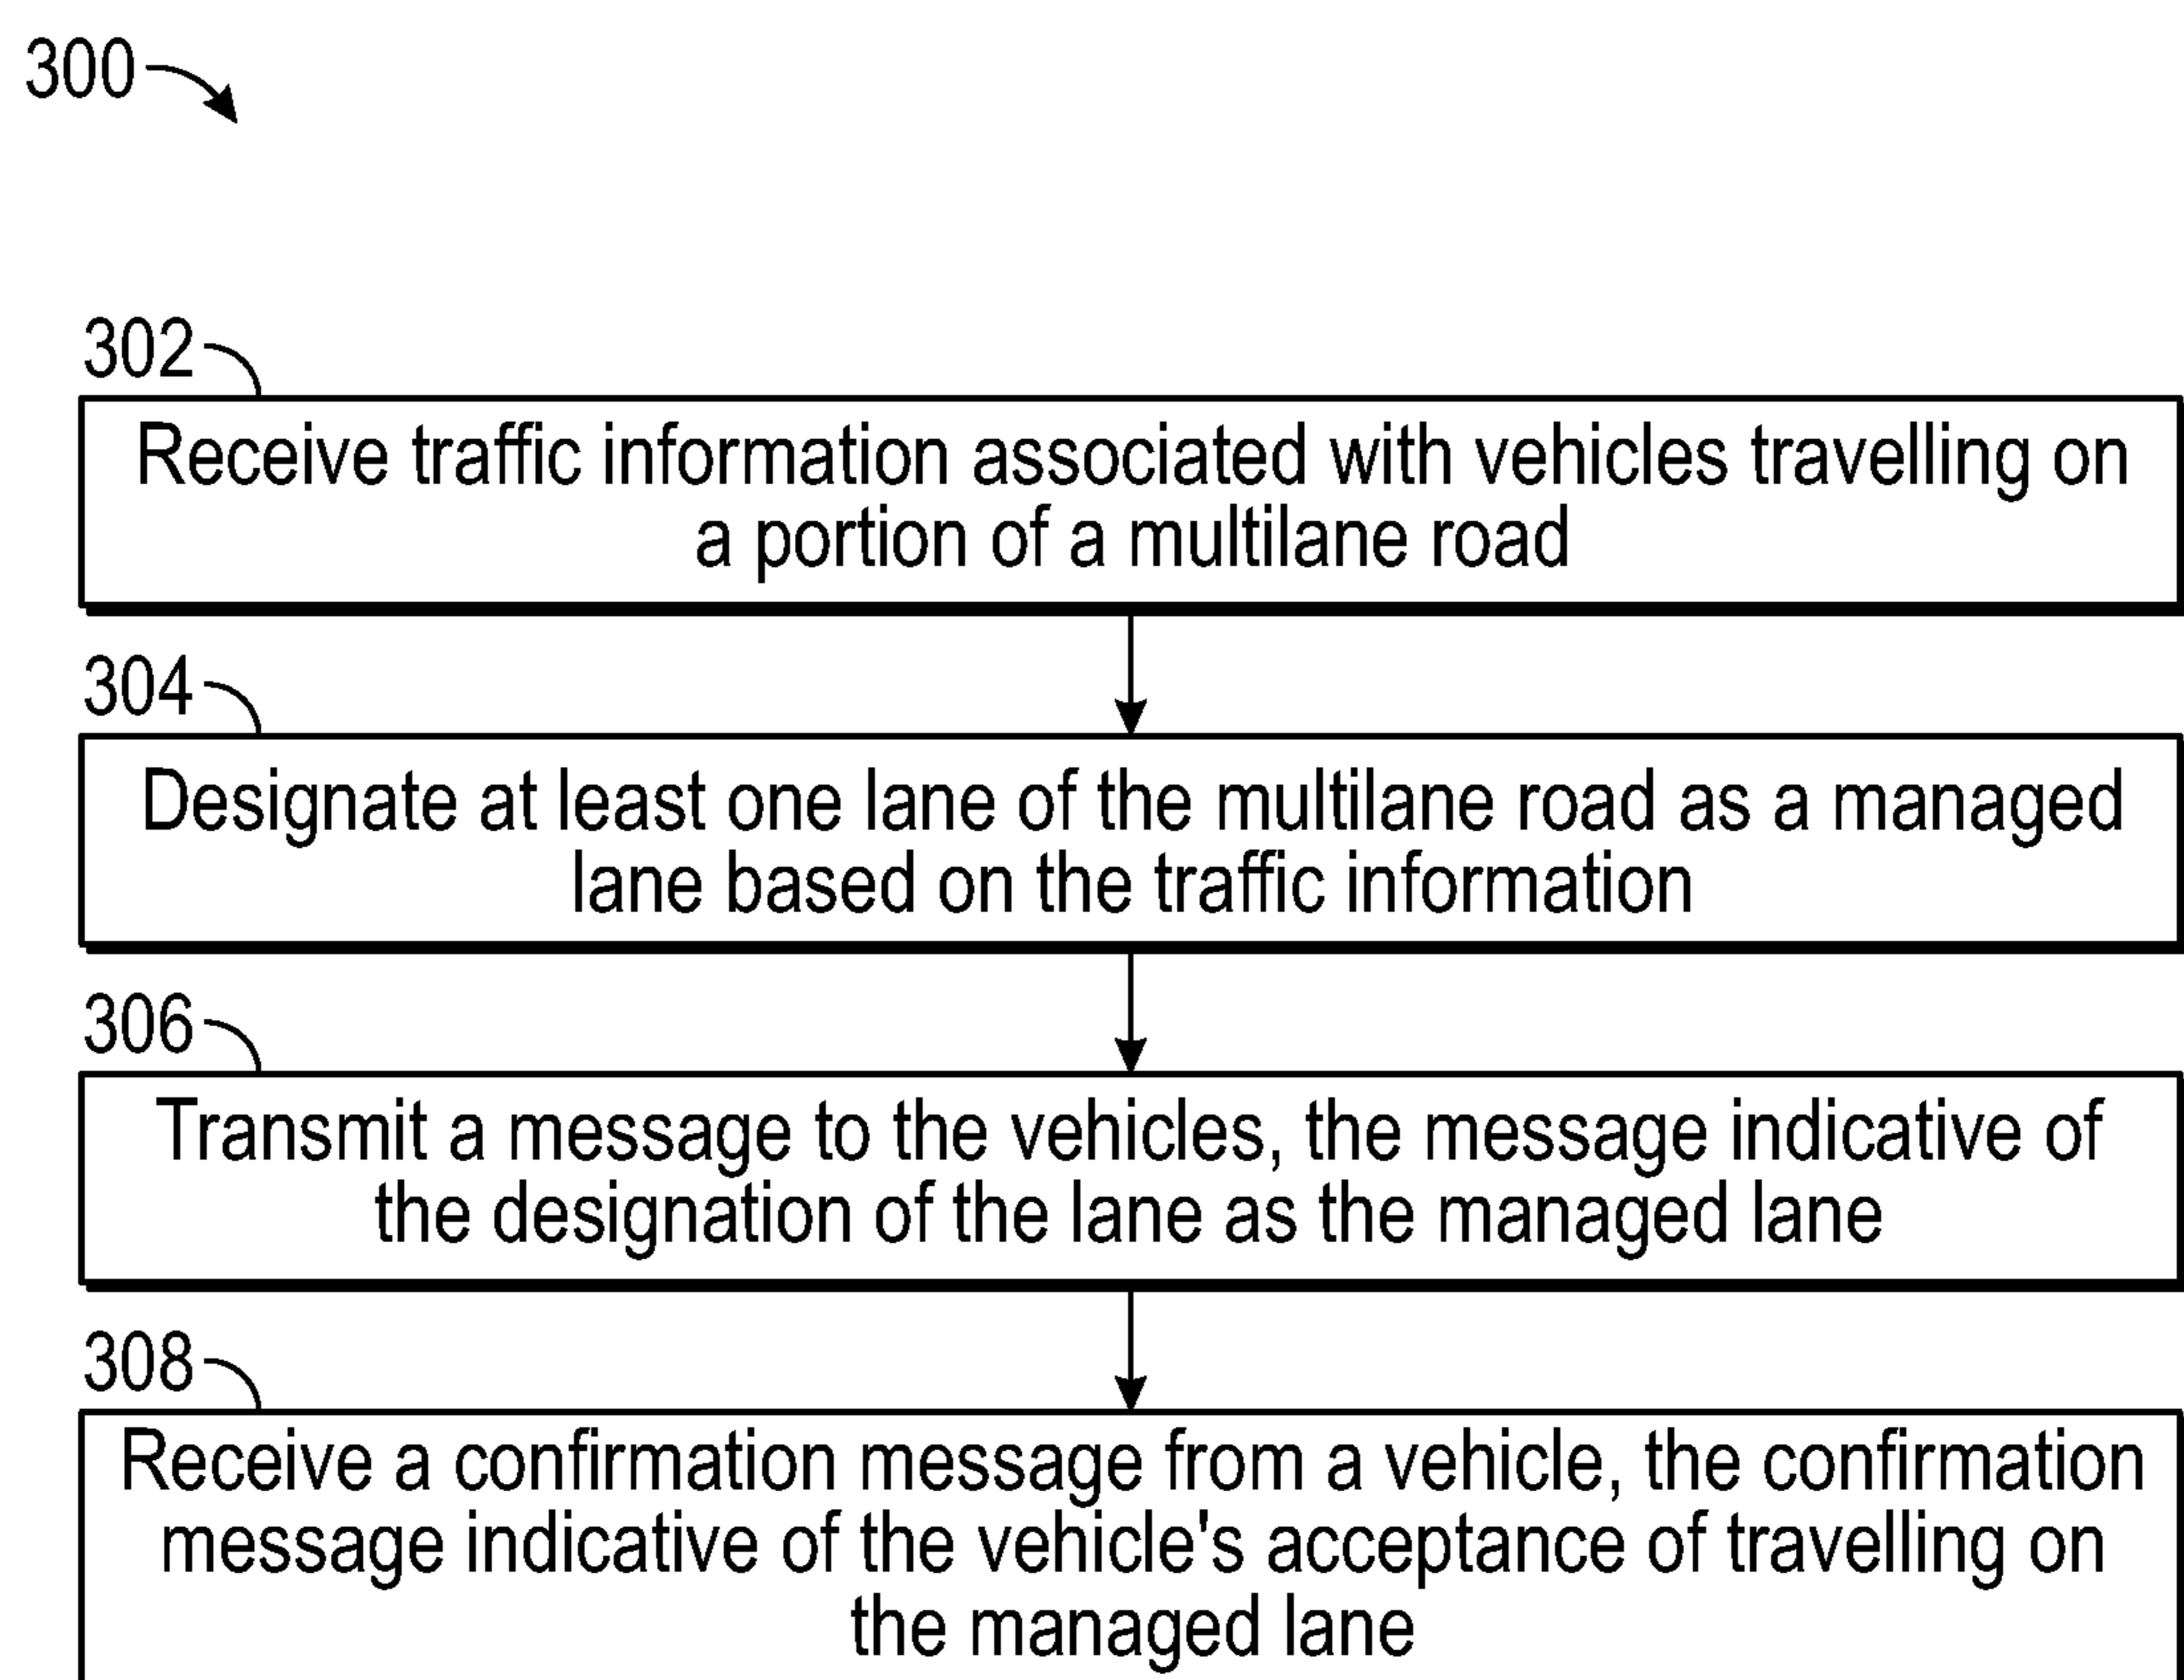 300
302
Receive traffic information associated with vehicles travelling on
a portion of a multilane road
304
Designate at least one lane of the multilane road as a managed
lane based on the traffic information
306
Transmit a message to the vehicles, the message indicative of
the designation of the lane as the managed lane
308
Receive a confirmation message from a vehicle, the confirmation
message indicative of the vehicle's acceptance of travelling on
the managed lane